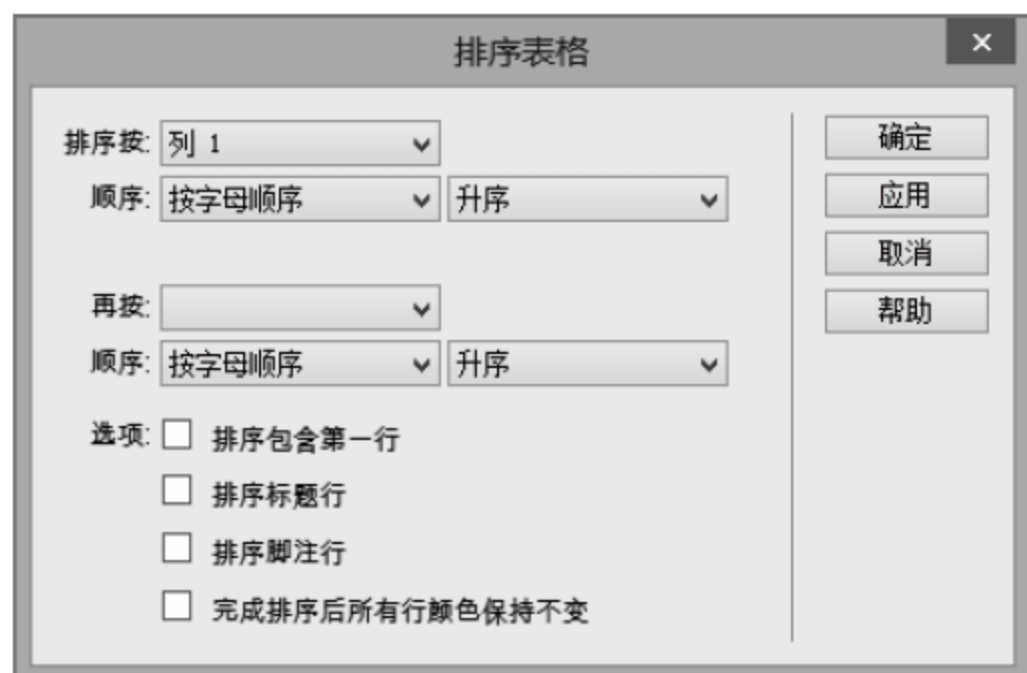 排序表格
排序按: 列 1
顺序: 按字母顺序 升序
再按:
顺序: 按字母顺序 升序
选项: 排序包含第一行
排序标题行
排序脚注行
完成排序后所有行颜色保持不变
确定
应用
取消
帮助